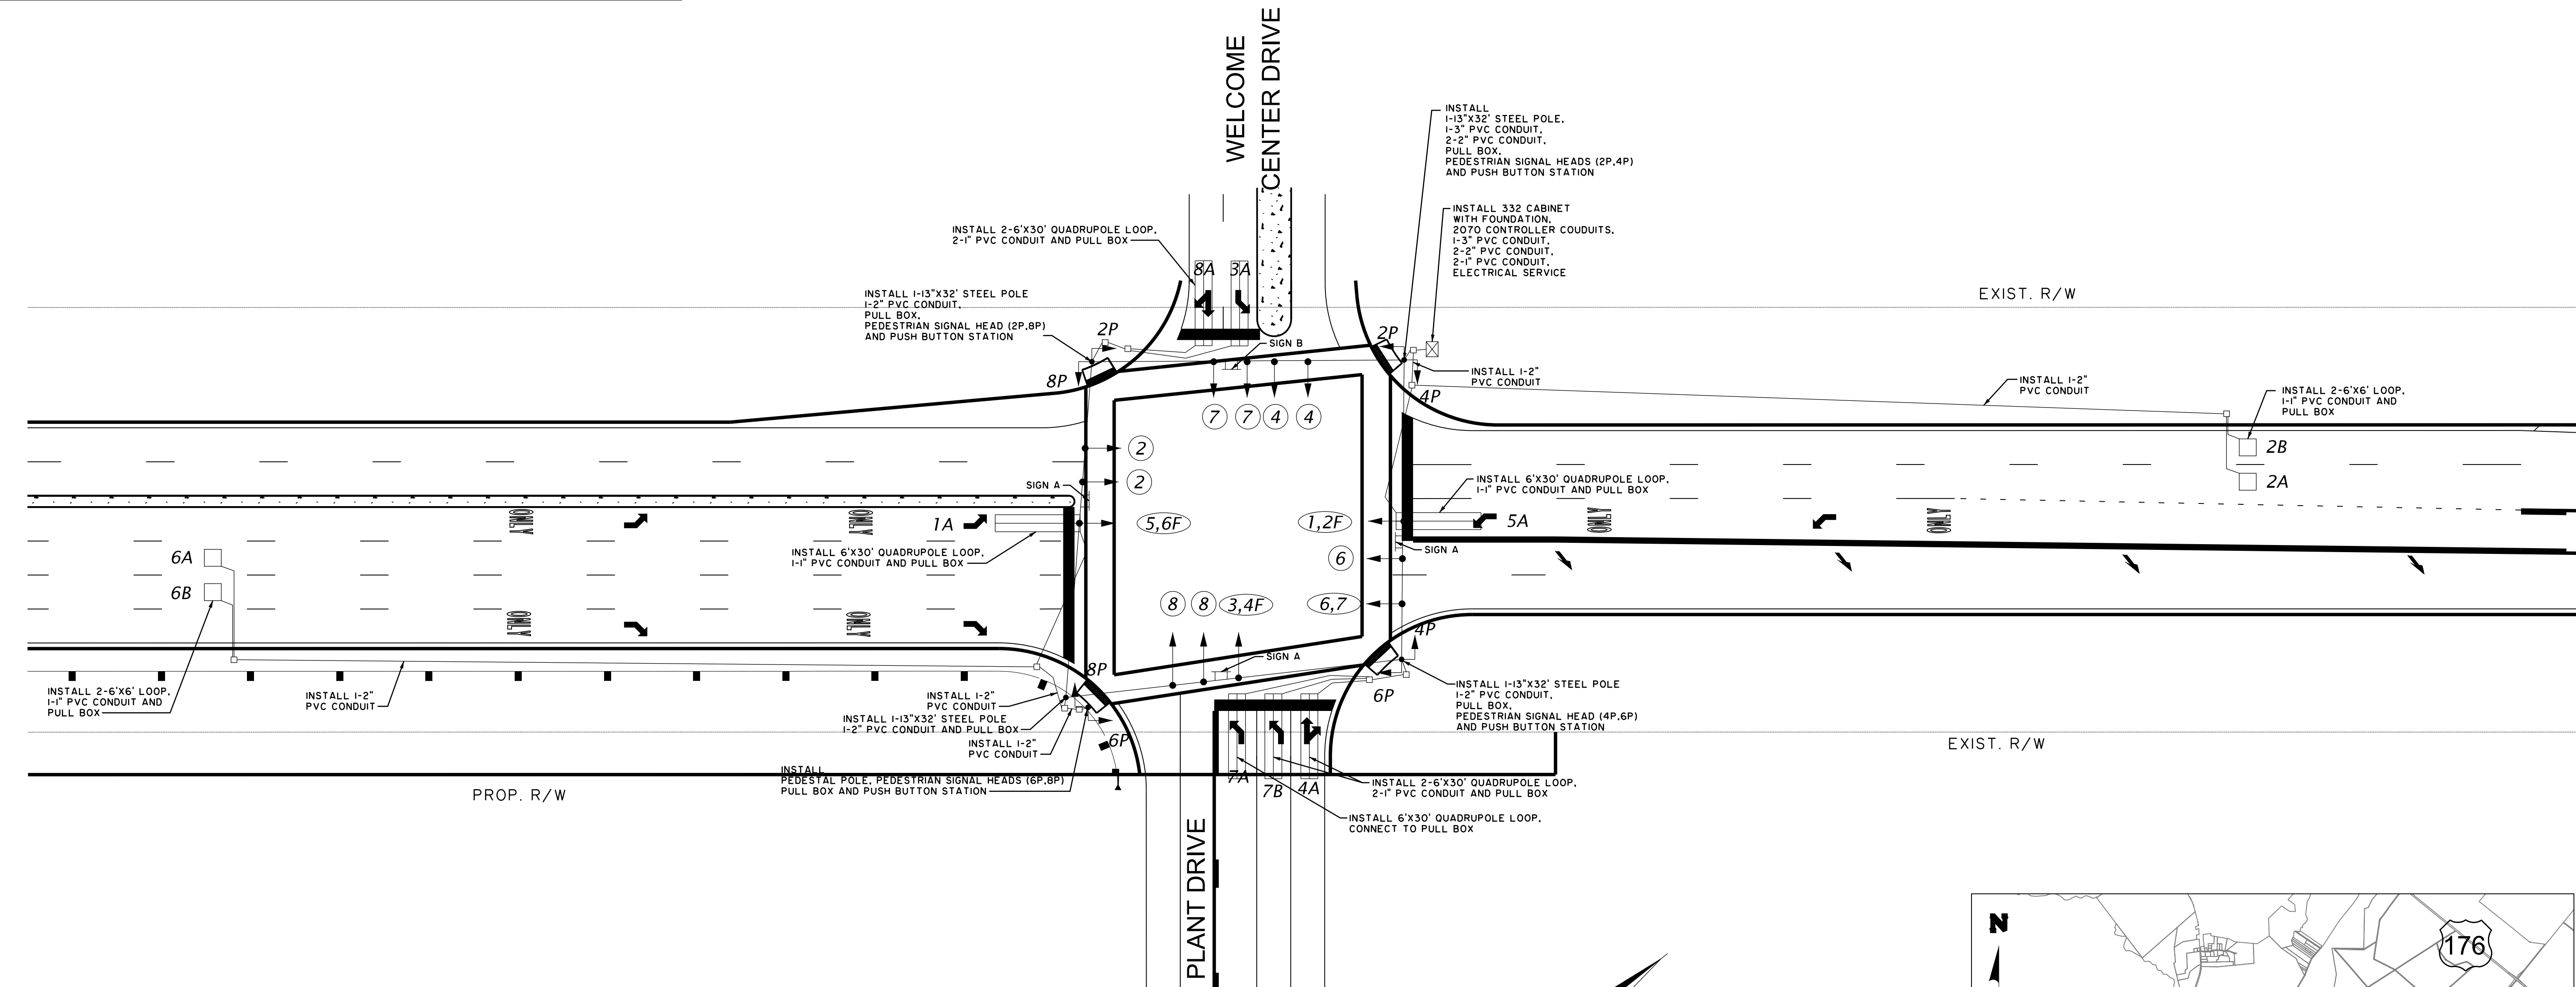 WELCOME
CENTER DRIVE
INSTALL
1-13"X32' STEEL POLE,
1-3" PVC CONDUIT,
2-2" PVC CONDUIT,
PULL BOX,
PEDESTRIAN SIGNAL HEADS (2P,4P)
AND PUSH BUTTON STATION
INSTALL 332 CABINET
WITH FOUNDATION,
2070 CONTROLLER COUDUITS,
1-3" PVC CONDUIT,
2-2" PVC CONDUIT,
2-1" PVC CONDUIT,
ELECTRICAL SERVICE
INSTALL 2-6'X30' QUADRUPOLE LOOP,
2-1" PVC CONDUIT AND PULL BOX
8A
3A
INSTALL 1-13"X32' STEEL POLE
1-2" PVC CONDUIT,
PULL BOX,
PEDESTRIAN SIGNAL HEAD (2P,8P)
AND PUSH BUTTON STATION
EXIST. R/W
2P
2P
SIGN B
8P
4P
INSTALL 1-2"
PVC CONDUIT
INSTALL 1-2"
PVC CONDUIT
INSTALL 2-6'X6' LOOP,
1-1" PVC CONDUIT AND
PULL BOX
7
7
4
4
2
2
2B
2A
SIGN A
INSTALL 6'X30' QUADRUPOLE LOOP,
1-1" PVC CONDUIT AND PULL BOX
ONLY
ONLY
1A
5,6F
1,2F
5A
ONLY
ONLY
6A
6B
INSTALL 6'X30' QUADRUPOLE LOOP,
1-1" PVC CONDUIT AND PULL BOX
6
SIGN A
ONLY
ONLY
8
8
3,4F
6,7
4P
SIGN A
8P
6P
INSTALL 2-6'X6' LOOP,
1-1" PVC CONDUIT AND
PULL BOX
INSTALL 1-2"
PVC CONDUIT
INSTALL 1-2"
PVC CONDUIT
INSTALL 1-13"X32' STEEL POLE
1-2" PVC CONDUIT AND PULL BOX
INSTALL 1-2"
PVC CONDUIT
6P
INSTALL
PEDESTAL POLE, PEDESTRIAN SIGNAL HEADS (6P,8P)
PULL BOX AND PUSH BUTTON STATION
INSTALL 1-13"X32' STEEL POLE
1-2" PVC CONDUIT,
PULL BOX,
PEDESTRIAN SIGNAL HEAD (4P,6P)
AND PUSH BUTTON STATION
EXIST. R/W
7A
7B
4A
INSTALL 2-6'X30' QUADRUPOLE LOOP,
2-1" PVC CONDUIT AND PULL BOX
INSTALL 6'X30' QUADRUPOLE LOOP,
CONNECT TO PULL BOX
PROP. R/W
PLANT DRIVE
N
176